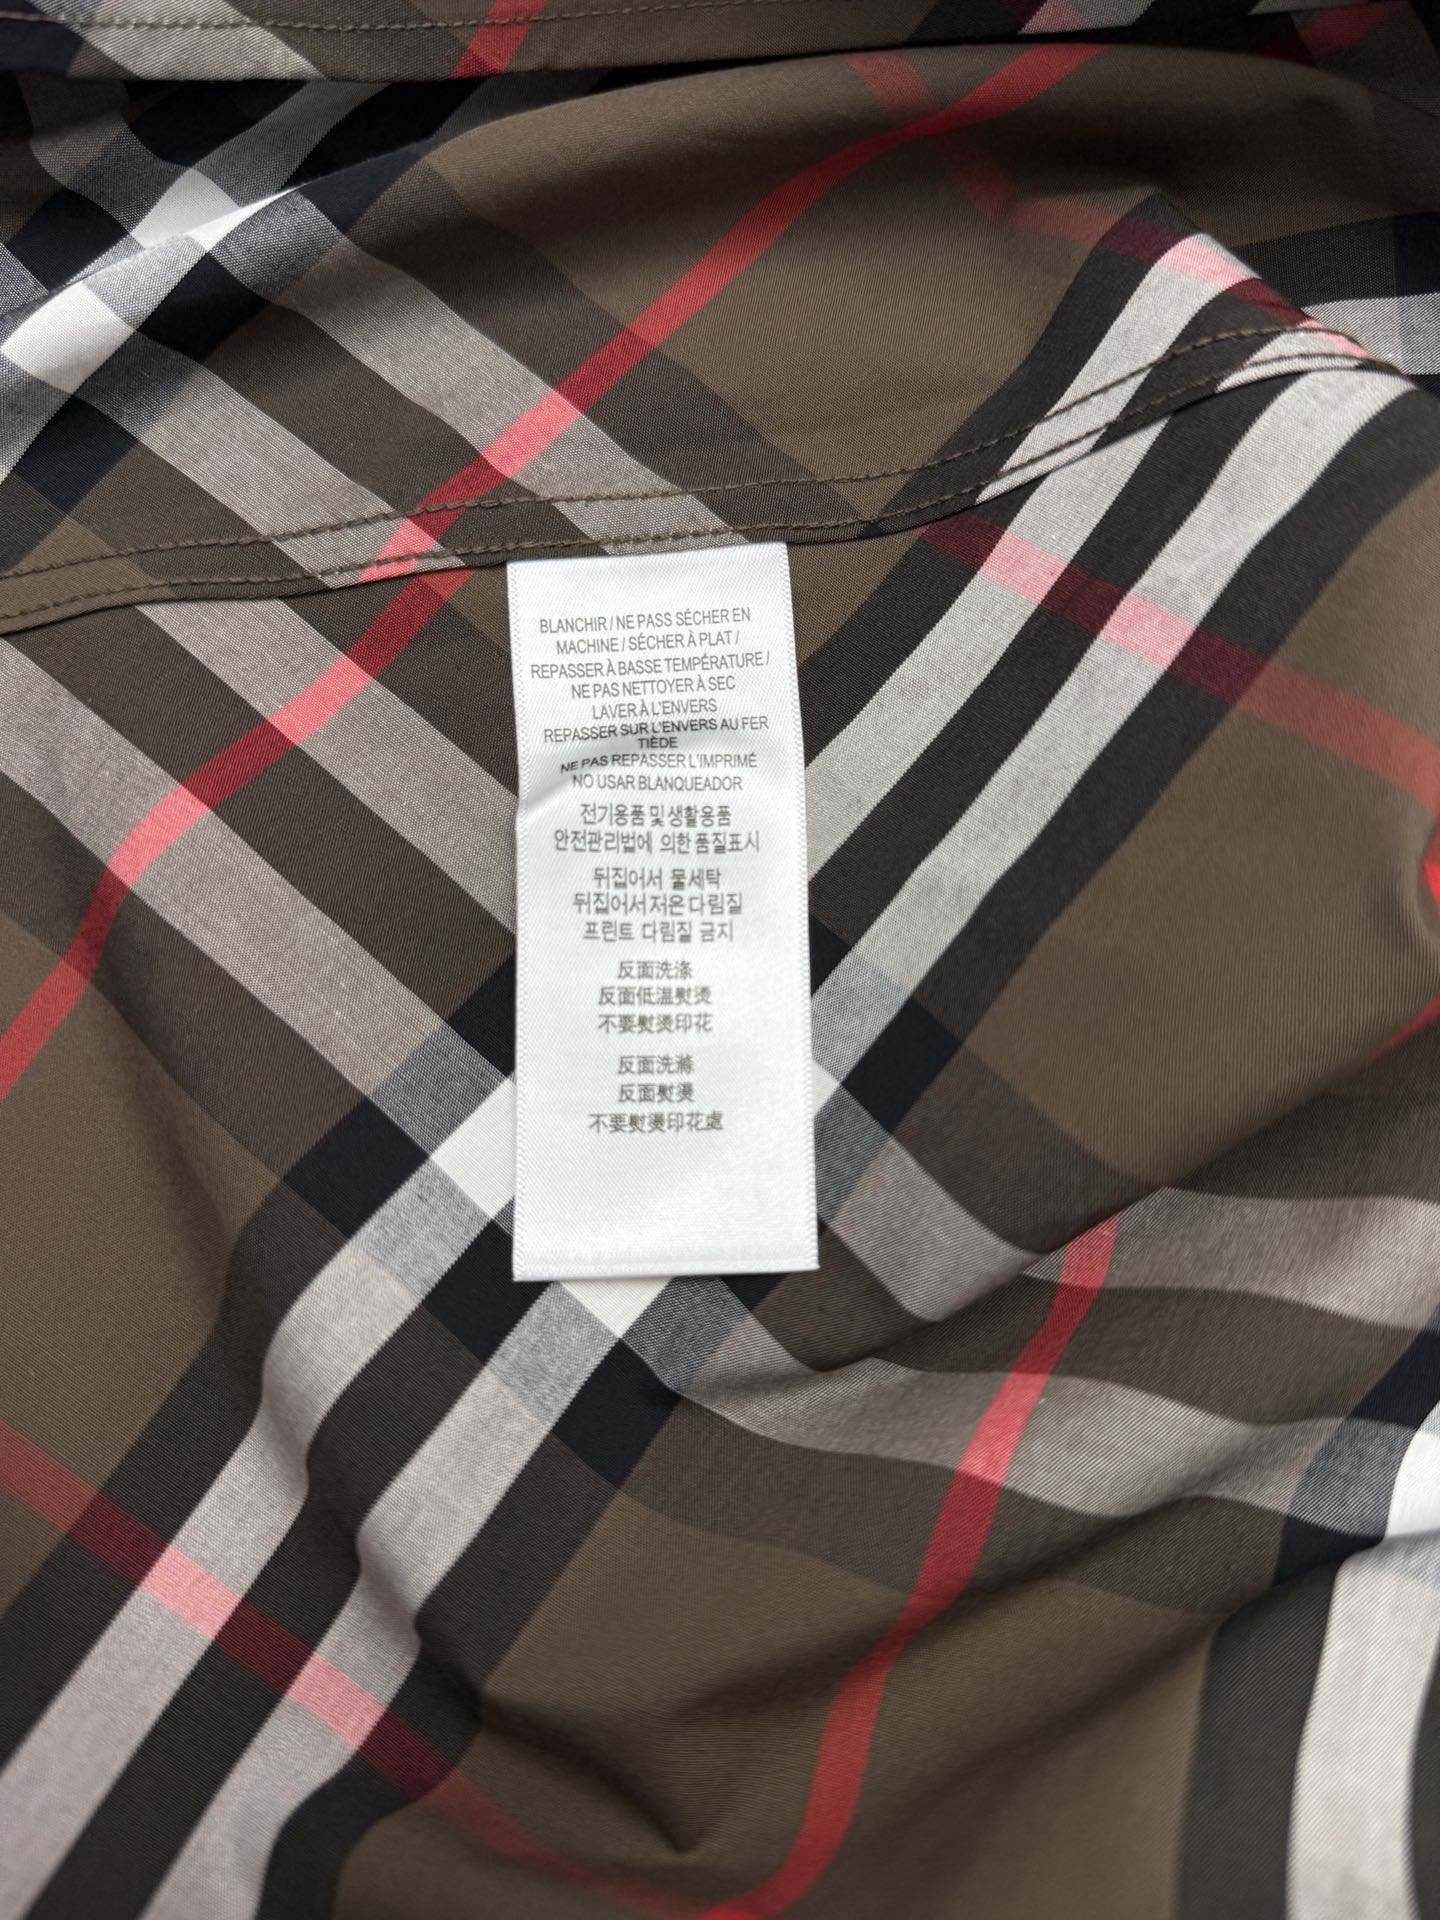 BLANCHIR / NE PASS SÉCHER EN
MACHINE / SÉCHER À PLAT /
REPASSER À BASSE TEMPÉRATURE /
NE PAS NETTOYER À SEC
LAVER À L'ENVERS
REPASSER SUR L'ENVERS AU FER
TIÈDE
NE PAS REPASSER L'IMPRIMÉ
NO USAR BLANQUEADOR
전기용품 및 생활용품
안전관리법에 의한 품질표시
뒤집어서 물세탁
뒤집어서 저온 다림질
프린트 다림질 금지
反面洗涤
反面低温熨烫
不要熨烫印花
反面洗滌
反面熨燙
不要熨燙印花處